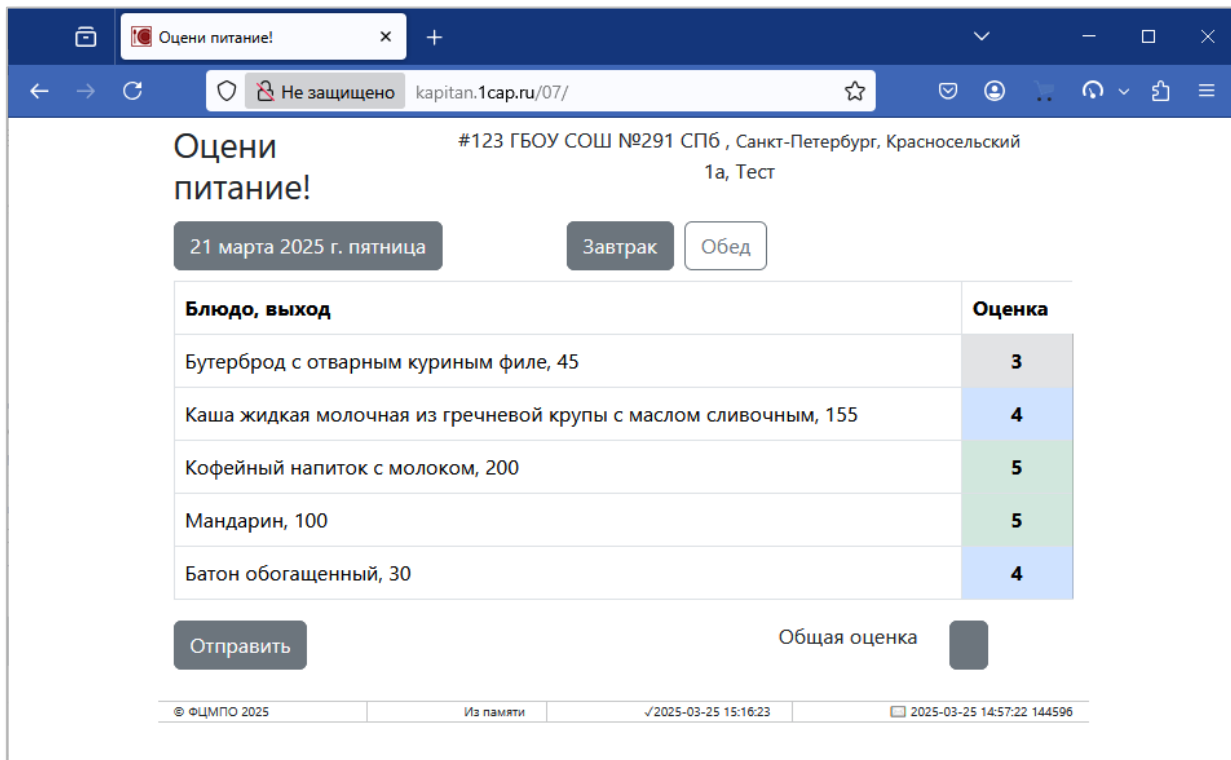 Оцени питание!
Не защищено kapitan.1cap.ru/07/
Оцени
питание!
#123 ГБОУ СОШ №291 СПб , Санкт-Петербург, Красносельский
1а, Тест
21 марта 2025 г. пятница
Завтрак
Обед
Блюдо, выход Оценка
Бутерброд с отварным куриным филе, 45 3
Каша жидкая молочная из гречневой крупы с маслом сливочным, 155 4
Кофейный напиток с молоком, 200 5
Мандарин, 100 5
Батон обогащенный, 30 4
Отправить
Общая оценка
© ФЦМПО 2025 Из памяти ✓2025-03-25 15:16:23 2025-03-25 14:57:22 144596